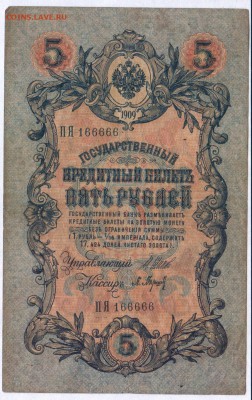 COINS.LAVE.RU
5 5
1909
ПЯ 166666
ГОСУДАРСТВЕННЫЙ
КРЕДИТНЫЙ БИЛЕТЪ
ПЯТЬ РУБЛЕЙ
ГОСУДАРСТВЕННЫЙ БАНКЪ РАЗМѢНИВАЕТЪ
КРЕДИТНЫЕ БИЛЕТЫ НА ЗОЛОТУЮ МОНЕТУ
БЕЗЪ ОГРАНИЧЕНІЯ СУММЫ
(1 РУБЛЬ = 1/15 ИМПЕРІАЛА, СОДЕРЖИТЪ
17,424 ДОЛЕЙ ЧИСТАГО ЗОЛОТА)
Управляющій
Кассиръ
ПЯ 166666
5